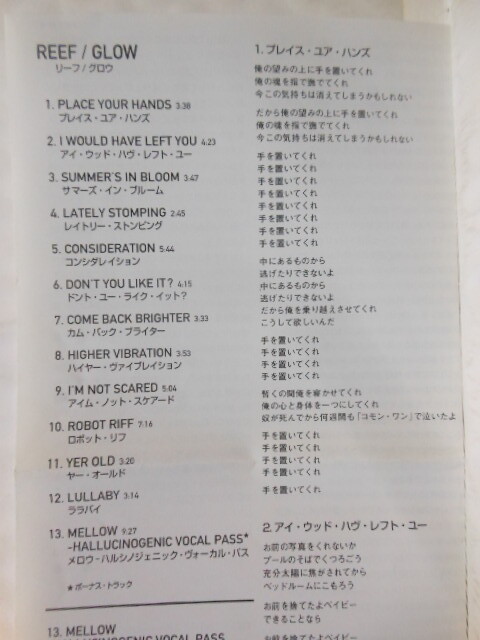 REEF / GLOW
リーフ / グロウ
1. PLACE YOUR HANDS 3:38
プレイス・ユア・ハンズ
2. I WOULD HAVE LEFT YOU 4:23
アイ・ウッド・ハヴ・レフト・ユー
3. SUMMER'S IN BLOOM 3:47
サマーズ・イン・ブルーム
4. LATELY STOMPING 2:45
レイトリー・ストンピング
5. CONSIDERATION 5:44
コンシダレイション
6. DON'T YOU LIKE IT? 4:15
ドント・ユー・ライク・イット?
7. COME BACK BRIGHTER 3:33
カム・バック・ブライター
8. HIGHER VIBRATION 3:53
ハイヤー・ヴァイブレイション
9. I'M NOT SCARED 5:04
アイム・ノット・スケアード
10. ROBOT RIFF 7:16
ロボット・リフ
11. YER OLD 3:20
ヤー・オールド
12. LULLABY 3:14
ララバイ
13. MELLOW 9:27
-HALLUCINOGENIC VOCAL PASS*
メロウ・ハルシノジェニック・ヴォーカル・パス
★ボーナス・トラック
13. MELLOW
1. プレイス・ユア・ハンズ
俺の望みの上に手を置いてくれ
俺の魂を指で撫でてくれ
今この気持ちは消えてしまうかもしれない
だから俺の望みの上に手を置いてくれ
俺の魂を指で撫でてくれ
今この気持ちは消えてしまうかもしれない
手を置いてくれ
手を置いてくれ
手を置いてくれ
手を置いてくれ
手を置いてくれ
手を置いてくれ
手を置いてくれ
手を置いてくれ
中にあるものから
逃げたりできないよ
中にあるものから
逃げたりできないよ
だから俺を乗り越えさせてくれ
こうして欲しいんだ
手を置いてくれ
手を置いてくれ
手を置いてくれ
手を置いてくれ
暫くの間俺を癒かせてくれ
俺の心と身体を一つにしてくれ
奴が死んでから何週間も「コモン・ワン」で泣いたよ
手を置いてくれ
手を置いてくれ
手を置いてくれ
手を置いてくれ
手を置いてくれ
2. アイ・ウッド・ハヴ・レフト・ユー
お前の写真をくれないか
プールのそばでくつろごう
充分太陽に焦がされてから
ベッドルームにこもろう
お前を捨てたよベイビー
できることなら